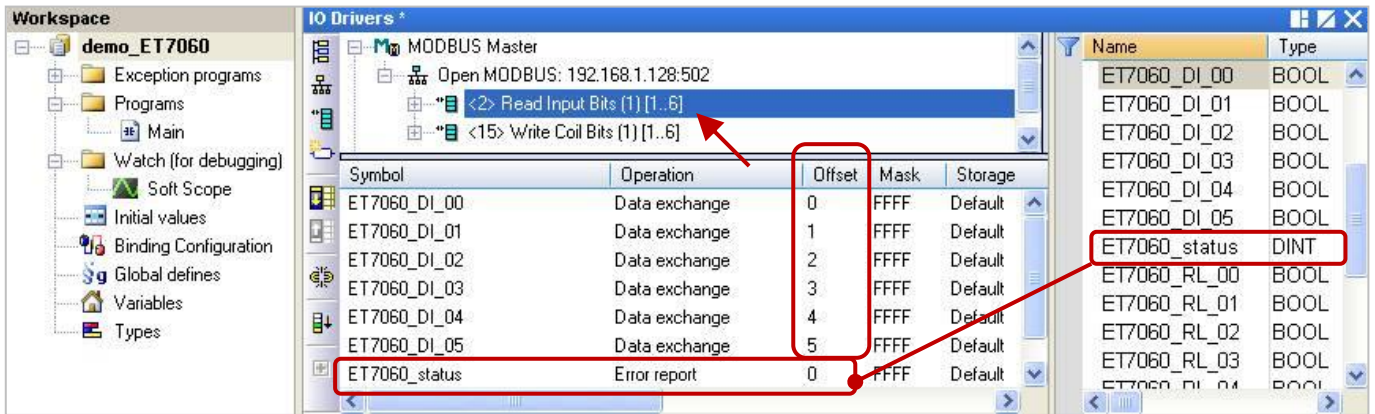 Workspace
demo_ET7060
Exception programs
Programs
Main
Watch (for debugging)
Soft Scope
Initial values
Binding Configuration
Global defines
Variables
Types
IO Drivers *
MODBUS Master
Open MODBUS: 192.168.1.128:502
<2> Read Input Bits (1) [1..6]
<15> Write Coil Bits (1) [1..6]
Symbol Operation Offset Mask Storage
ET7060_DI_00 Data exchange 0 FFFF Default
ET7060_DI_01 Data exchange 1 FFFF Default
ET7060_DI_02 Data exchange 2 FFFF Default
ET7060_DI_03 Data exchange 3 FFFF Default
ET7060_DI_04 Data exchange 4 FFFF Default
ET7060_DI_05 Data exchange 5 FFFF Default
ET7060_status Error report 0 FFFF Default
Name Type
ET7060_DI_00 BOOL
ET7060_DI_01 BOOL
ET7060_DI_02 BOOL
ET7060_DI_03 BOOL
ET7060_DI_04 BOOL
ET7060_DI_05 BOOL
ET7060_status DINT
ET7060_RL_00 BOOL
ET7060_RL_01 BOOL
ET7060_RL_02 BOOL
ET7060_RL_03 BOOL